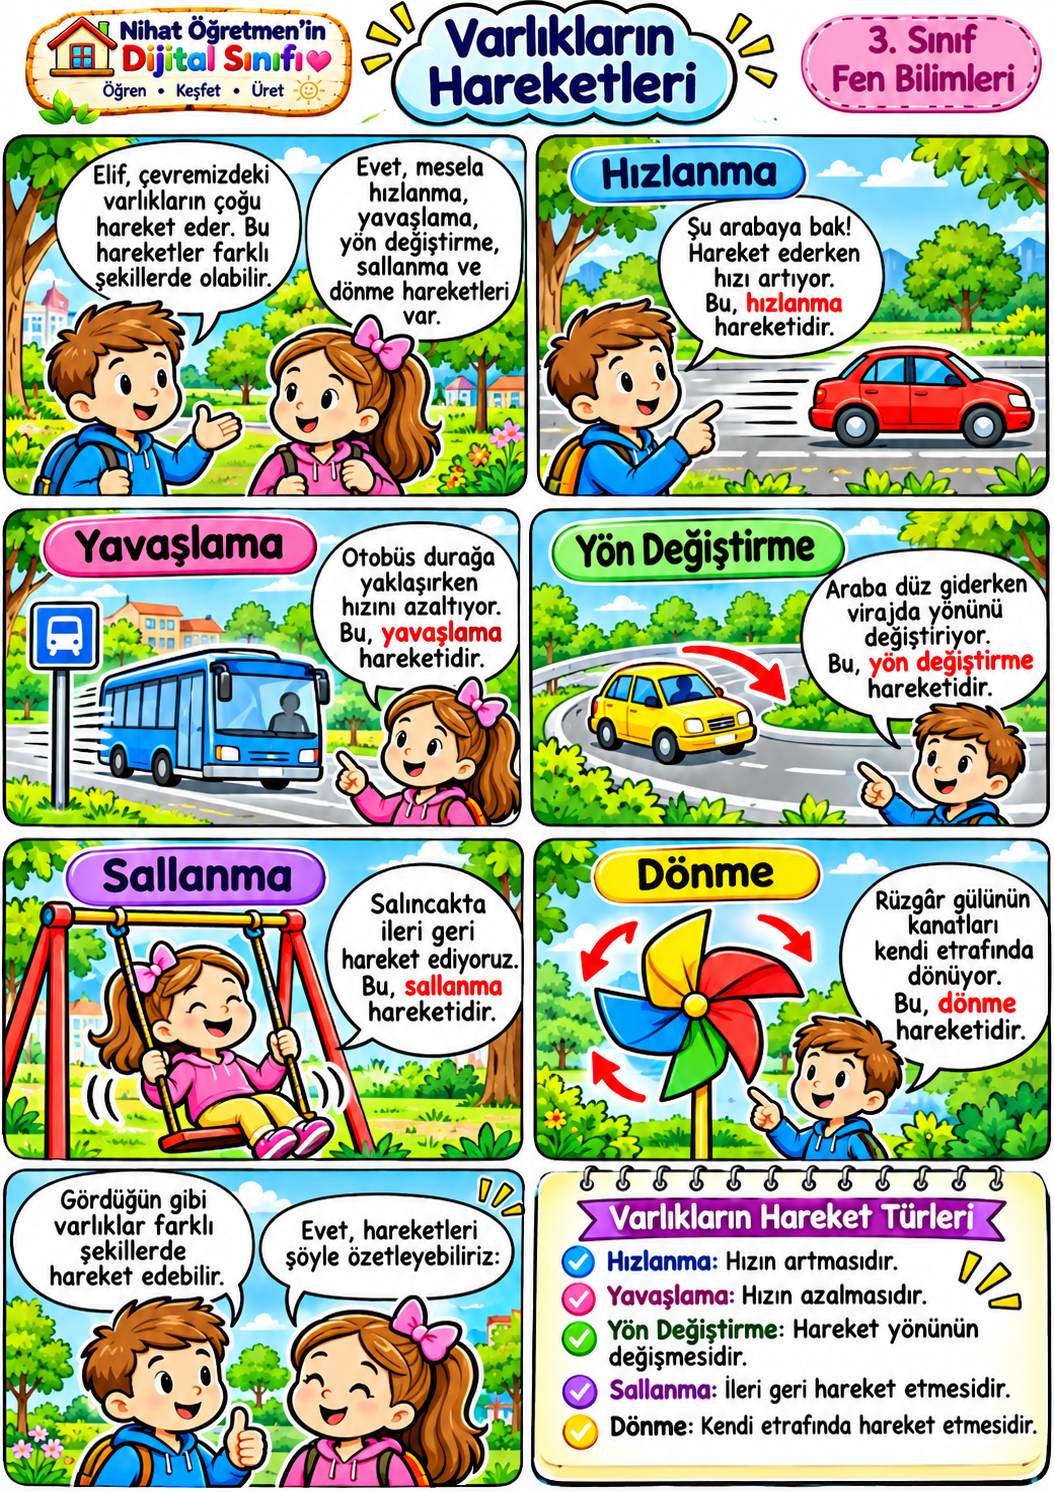 Nihat Öğretmen'in
Dijital Sınıfı
Öğren • Keşfet • Üret
Varlıkların
Hareketleri
3. Sınıf
Fen Bilimleri
Elif, çevremizdeki
varlıkların çoğu
hareket eder. Bu
hareketler farklı
şekillerde olabilir.
Evet, mesela
hızlanma,
yavaşlama,
yön değiştirme,
sallanma ve
dönme hareketleri
var.
Hızlanma
Şu arabaya bak!
Hareket ederken
hızı artıyor.
Bu, hızlanma
hareketidir.
Yavaşlama
Otobüs durağa
yaklaşırken
hızını azaltıyor.
Bu, yavaşlama
hareketidir.
Yön Değiştirme
Araba düz giderken
virajda yönünü
değiştiriyor.
Bu, yön değiştirme
hareketidir.
Sallanma
Salıncakta
ileri geri
hareket ediyoruz.
Bu, sallanma
hareketidir.
Dönme
Rüzgâr gülünün
kanatları
kendi etrafında
dönüyor.
Bu, dönme
hareketidir.
Gördüğün gibi
varlıklar farklı
şekillerde
hareket edebilir.
Evet, hareketleri
şöyle özetleyebiliriz:
Varlıkların Hareket Türleri
Hızlanma: Hızın artmasıdır.
Yavaşlama: Hızın azalmasıdır.
Yön Değiştirme: Hareket yönünün
değişmesidir.
Sallanma: İleri geri hareket etmesidir.
Dönme: Kendi etrafında hareket etmesidir.